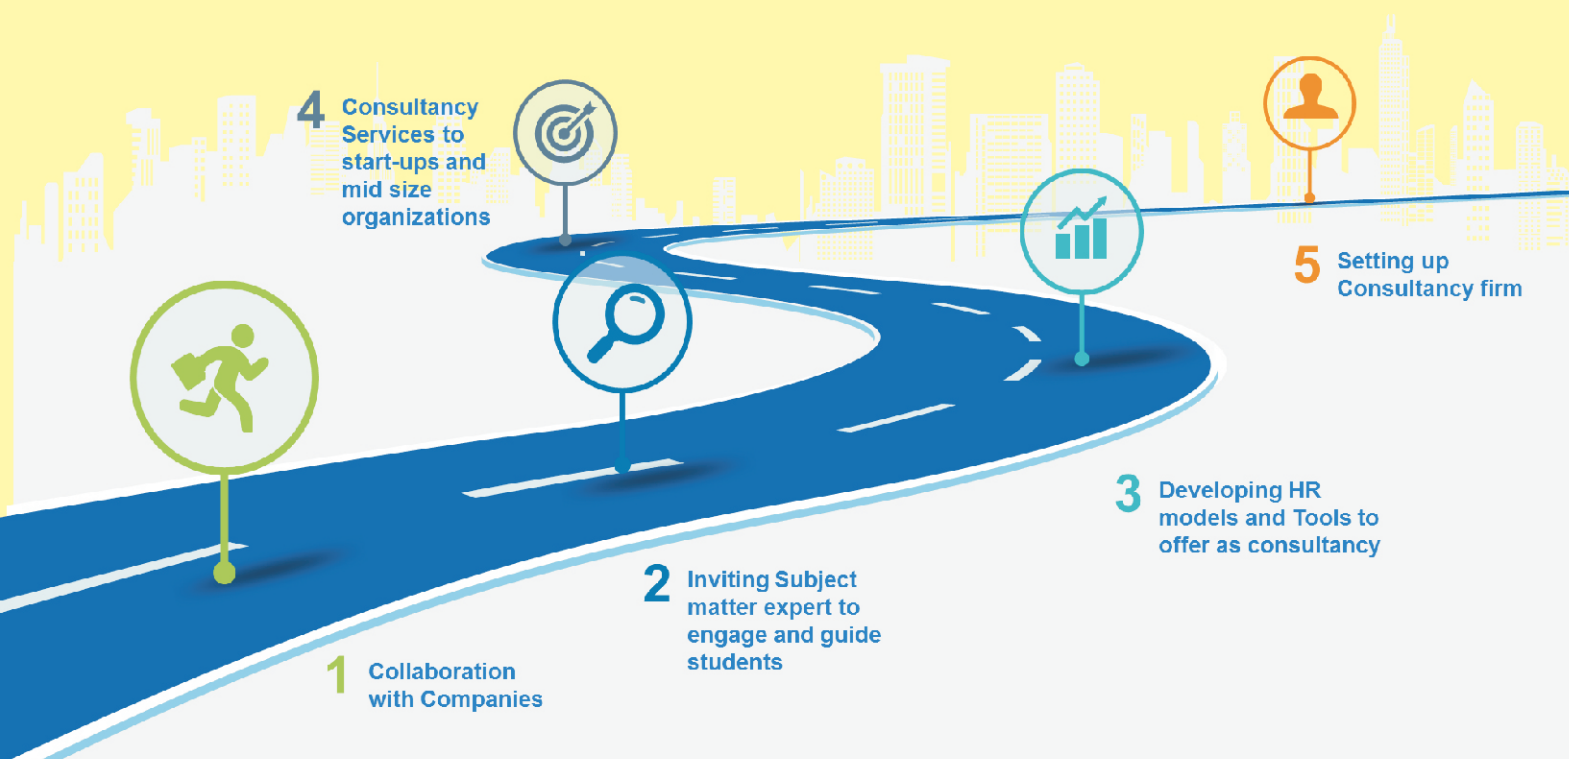 1
Collaboration
with Companies
2
Inviting Subject
matter expert to
engage and guide
students
3
Developing HR
models and Tools to
offer as consultancy
4
Consultancy
Services to
start-ups and
mid size
organizations
5
Setting up
Consultancy firm